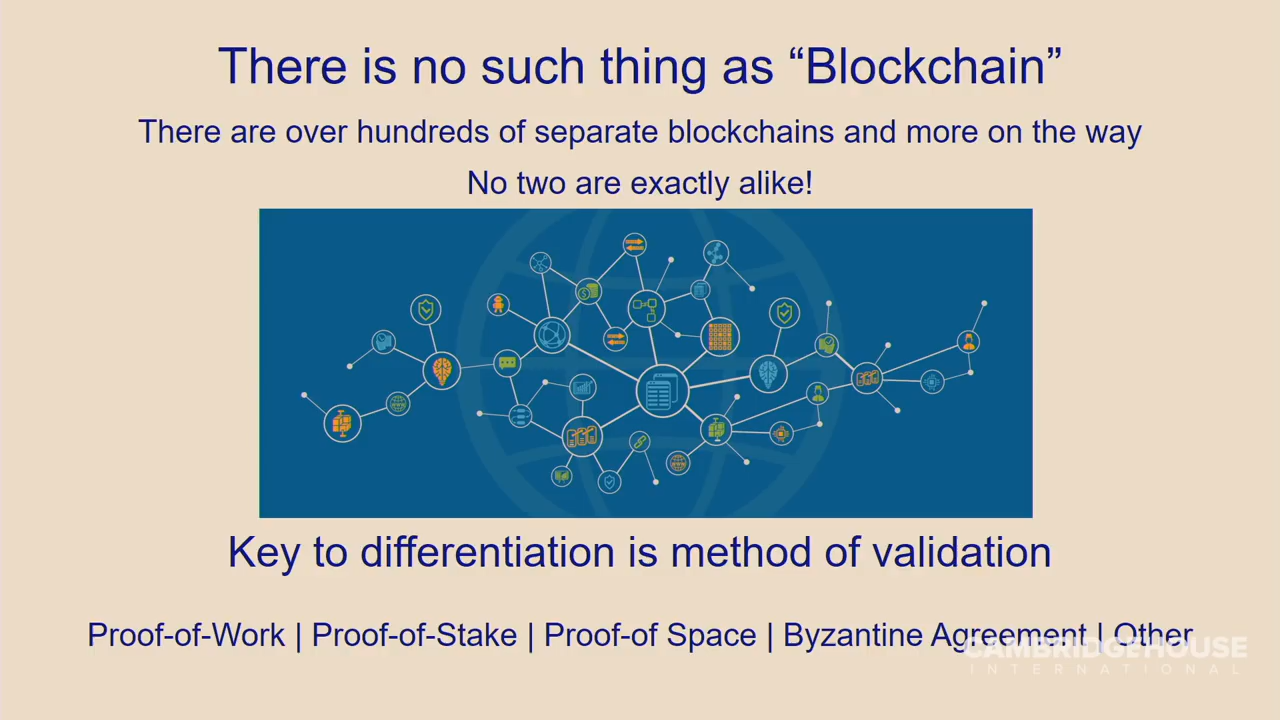 There is no such thing as “Blockchain”
There are over hundreds of separate blockchains and more on the way
No two are exactly alike!
Key to differentiation is method of validation
Proof-of-Work | Proof-of-Stake | Proof-of Space | Byzantine Agreement | Other
CAMBRIDGEHOUSE
INTERNATIONAL